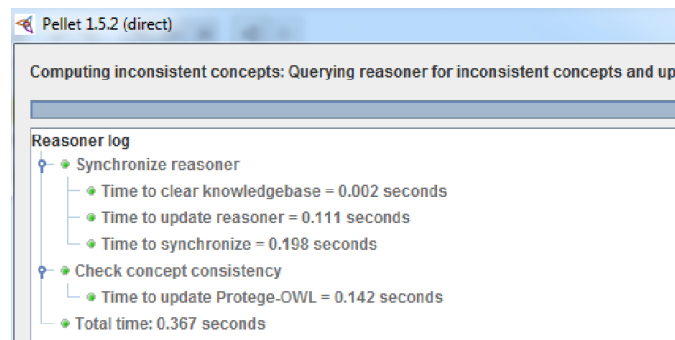 Pellet 1.5.2 (direct)
Computing inconsistent concepts: Querying reasoner for inconsistent concepts and up
Reasoner log
Synchronize reasoner
Time to clear knowledgebase = 0.002 seconds
Time to update reasoner = 0.111 seconds
Time to synchronize = 0.198 seconds
Check concept consistency
Time to update Protege-OWL = 0.142 seconds
Total time: 0.367 seconds